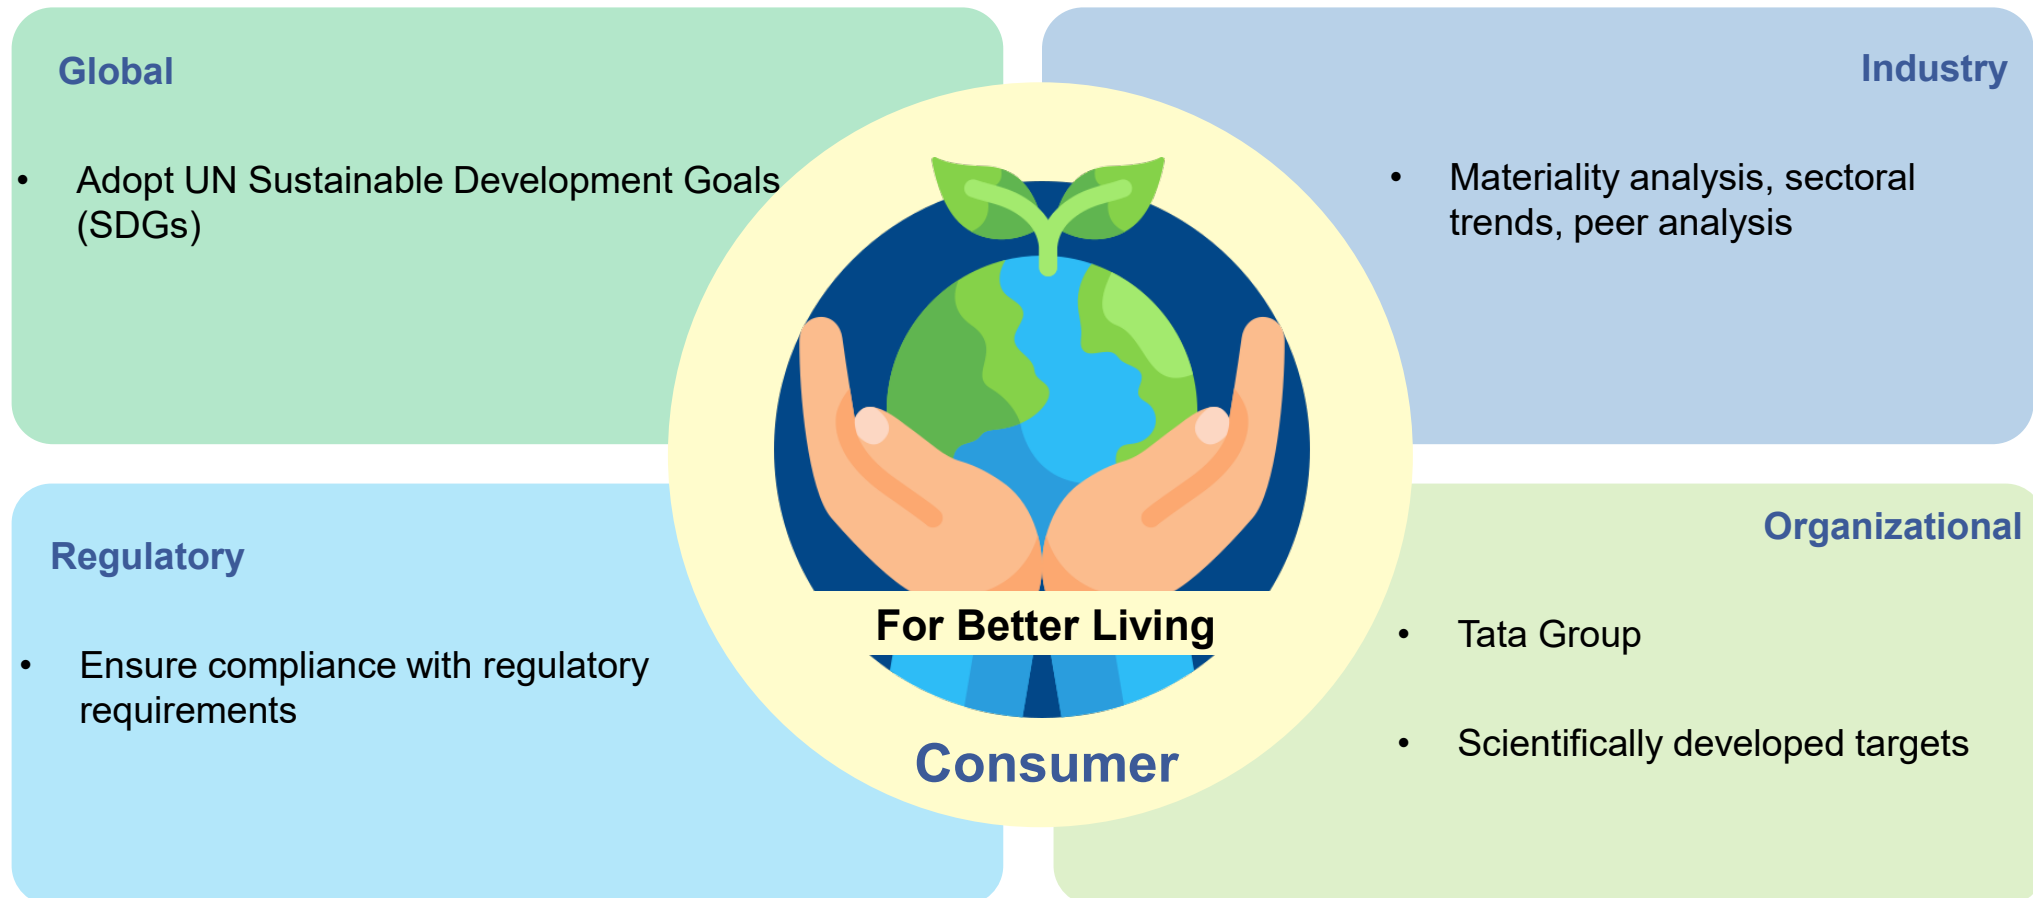 Global
• Adopt UN Sustainable Development Goals
(SDGs)
Industry
• Materiality analysis, sectoral
trends, peer analysis
Regulatory
• Ensure compliance with regulatory
requirements
Organizational
• Tata Group
• Scientifically developed targets
For Better Living
Consumer